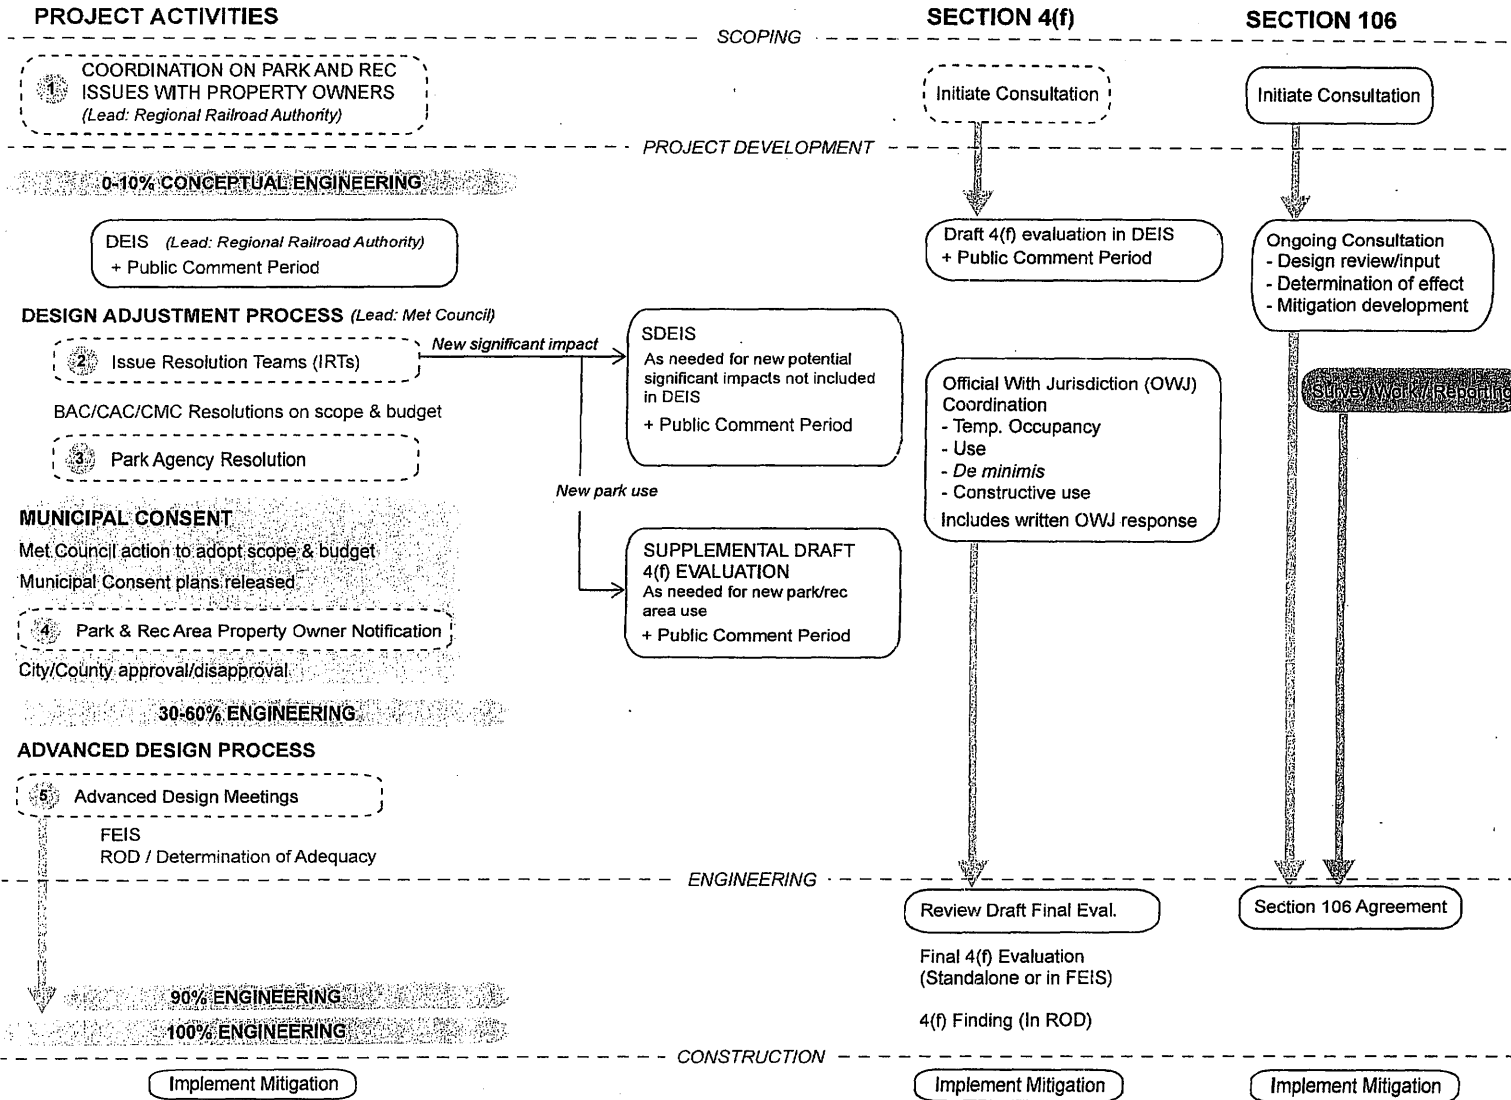 PROJECT ACTIVITIES
SECTION 4(f)
SECTION 106
SCOPING
1
COORDINATION ON PARK AND REC
ISSUES WITH PROPERTY OWNERS
(Lead: Regional Railroad Authority)
Initiate Consultation
Initiate Consultation
PROJECT DEVELOPMENT
0-10% CONCEPTUAL ENGINEERING
DEIS (Lead: Regional Railroad Authority)
+ Public Comment Period
Draft 4(f) evaluation in DEIS
+ Public Comment Period
Ongoing Consultation
- Design review/input
- Determination of effect
- Mitigation development
DESIGN ADJUSTMENT PROCESS (Lead: Met Council)
2 Issue Resolution Teams (IRTs)
New significant impact
SDEIS
As needed for new potential
significant impacts not included
in DEIS
+ Public Comment Period
BAC/CAC/CMC Resolutions on scope & budget
3 Park Agency Resolution
New park use
Official With Jurisdiction (OWJ)
Coordination
- Temp. Occupancy
- Use
- De minimis
- Constructive use
Includes written OWJ response
Survey Work / Reporting
MUNICIPAL CONSENT
Met Council action to adopt scope & budget
Municipal Consent plans released
4 Park & Rec Area Property Owner Notification
City/County approval/disapproval
SUPPLEMENTAL DRAFT
4(f) EVALUATION
As needed for new park/rec
area use
+ Public Comment Period
30-60% ENGINEERING
ADVANCED DESIGN PROCESS
5 Advanced Design Meetings
FEIS
ROD / Determination of Adequacy
ENGINEERING
Review Draft Final Eval.
Section 106 Agreement
Final 4(f) Evaluation
(Standalone or in FEIS)
4(f) Finding (In ROD)
90% ENGINEERING
100% ENGINEERING
CONSTRUCTION
Implement Mitigation
Implement Mitigation
Implement Mitigation